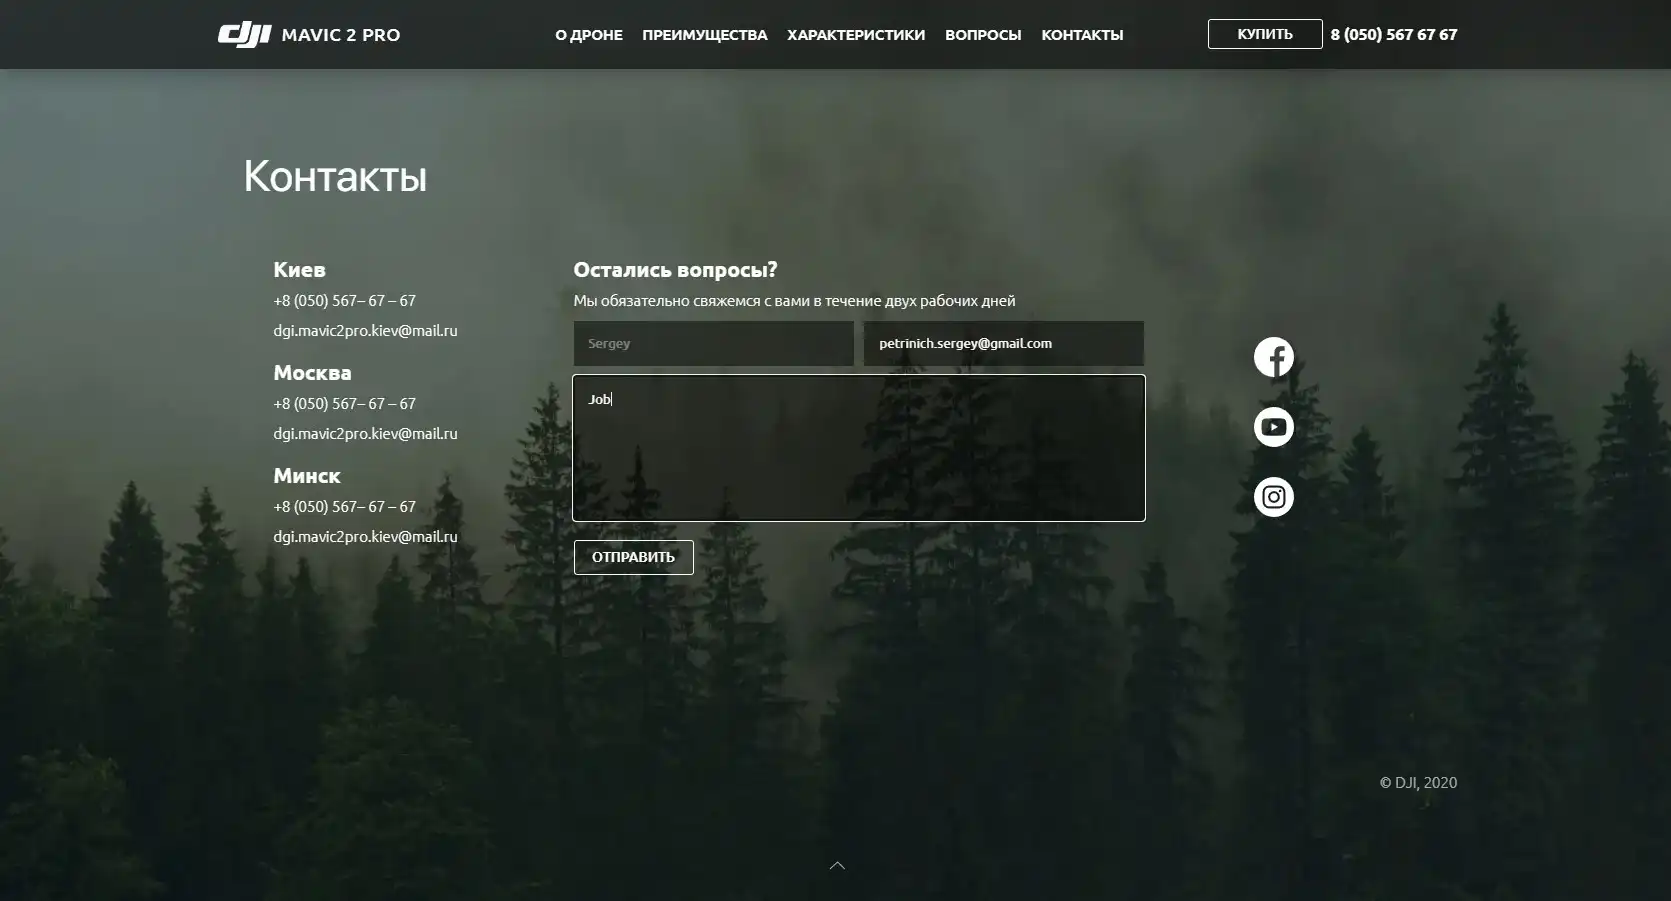 dji MAVIC 2 PRO
О ДРОНЕ ПРЕИМУЩЕСТВА ХАРАКТЕРИСТИКИ ВОПРОСЫ КОНТАКТЫ
КУПИТЬ 8 (050) 567 67 67
Контакты
Киев
+8 (050) 567– 67 – 67
dgi.mavic2pro.kiev@mail.ru
Москва
+8 (050) 567– 67 – 67
dgi.mavic2pro.kiev@mail.ru
Минск
+8 (050) 567– 67 – 67
dgi.mavic2pro.kiev@mail.ru
Остались вопросы?
Мы обязательно свяжемся с вами в течение двух рабочих дней
Sergey
petrinich.sergey@gmail.com
Job
ОТПРАВИТЬ
© DJI, 2020